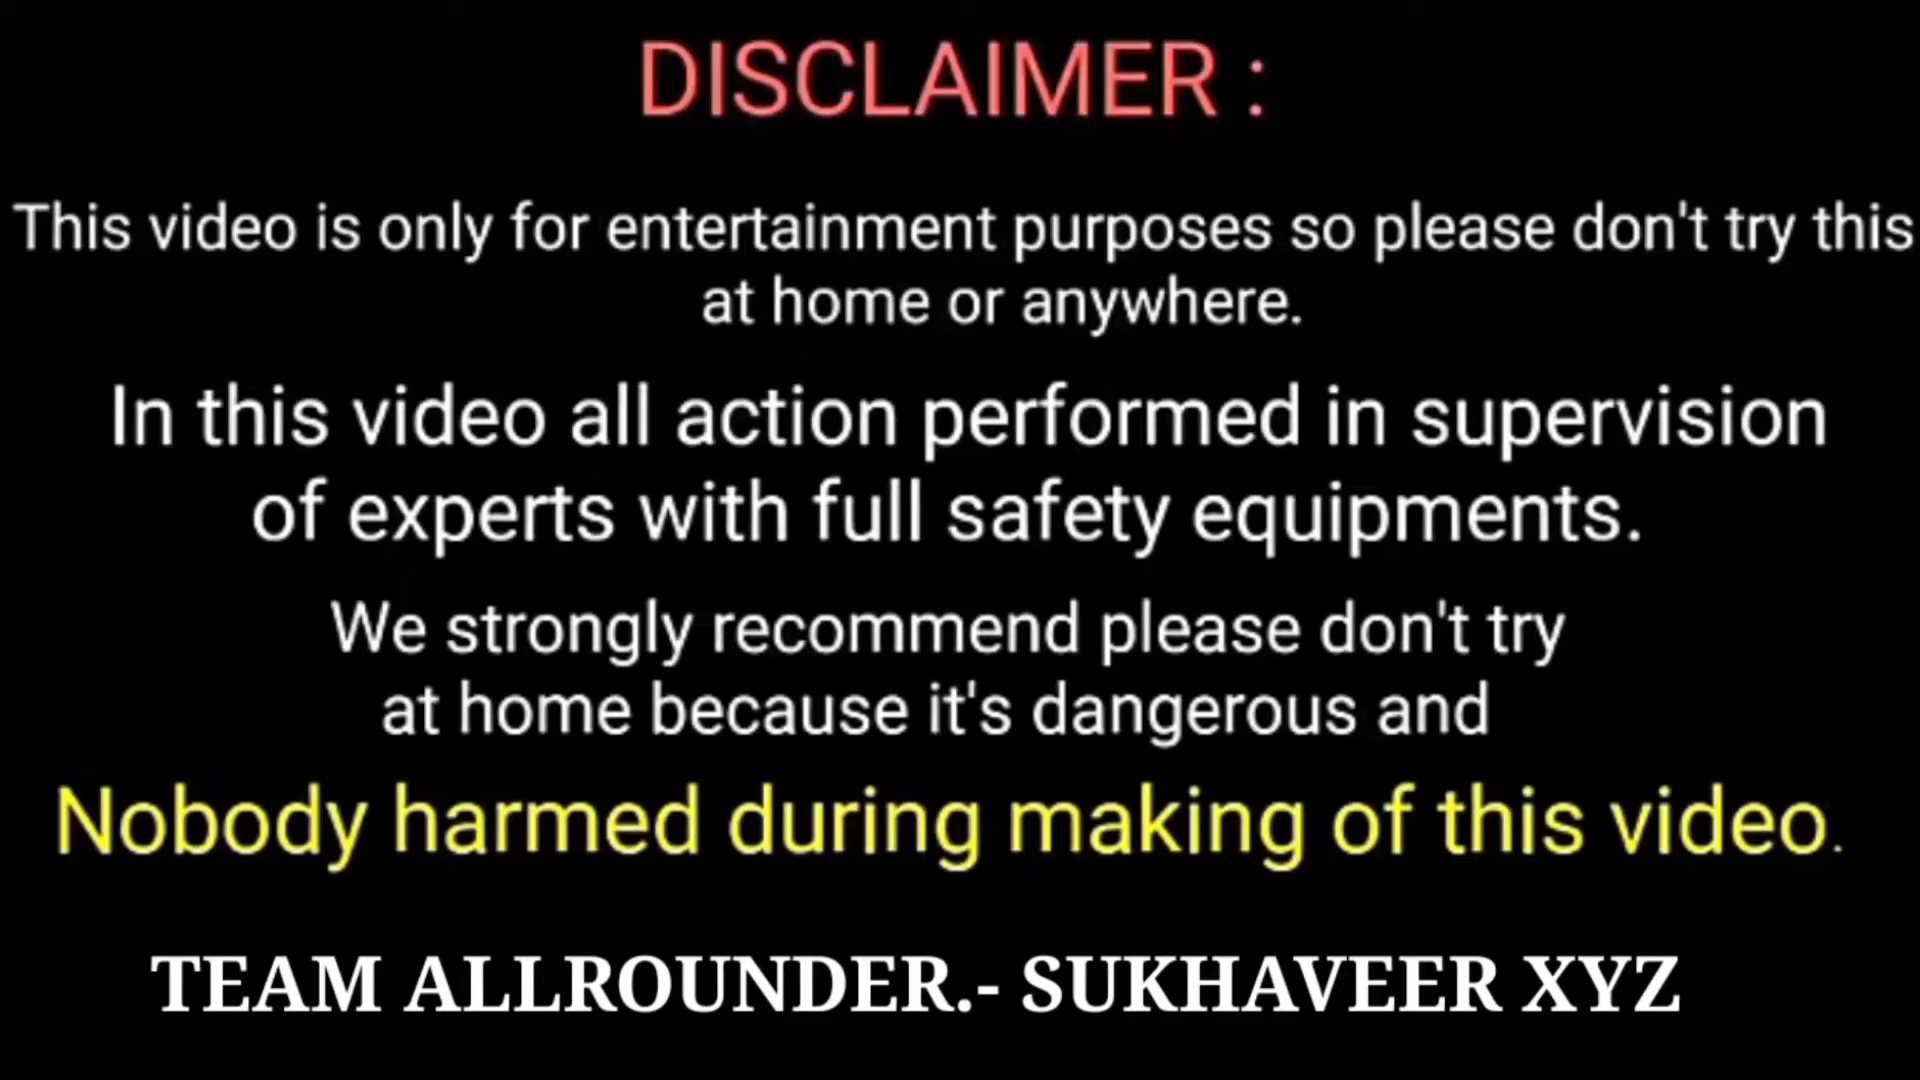 DISCLAIMER :
This video is only for entertainment purposes so please don't try this
at home or anywhere.
In this video all action performed in supervision
of experts with full safety equipments.
We strongly recommend please don't try
at home because it's dangerous and
Nobody harmed during making of this video.
TEAM ALLROUNDER.- SUKHAVEER XYZ